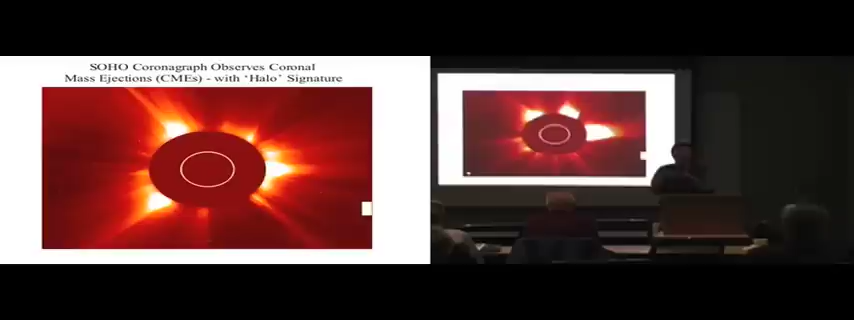 SOHO Coronagraph Observes Coronal
Mass Ejections (CMEs) - with ‘Halo’ Signature